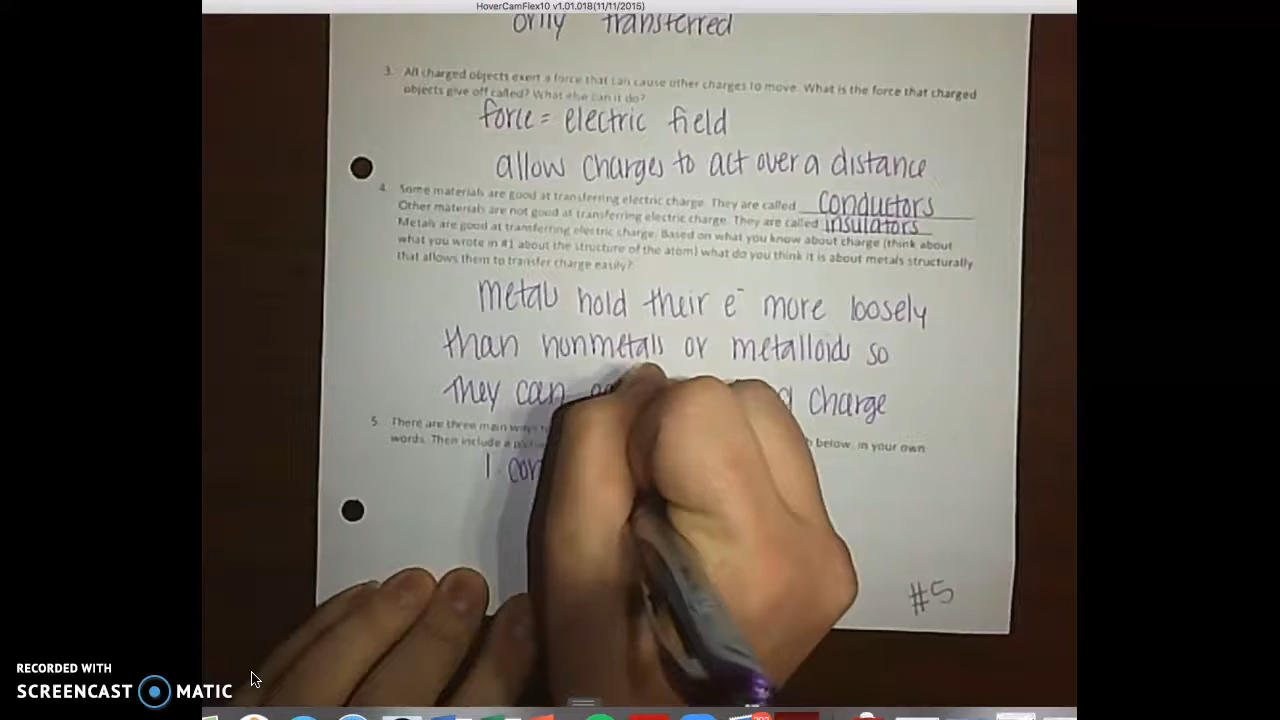 HoverCamFlex10 v1.01.018(11/11/2015)
only transferred
3. All charged objects exert a force that can cause other charges to move. What is the force that charged
objects give off called? What else can it do?
force = electric field
allow charges to act over a distance
4. Some materials are good at transferring electric charge. They are called conductors
Other materials are not good at transferring electric charge. They are called insulators
Metals are good at transferring electric charge. Based on what you know about charge (think about
what you wrote in #1 about the structure of the atom) what do you think it is about metals structurally
that allows them to transfer charge easily?
metals hold their e⁻ more loosely
than nonmetals or metalloids so
they can charge
5. There are three main ways
below, in your own
words. Then include a
1. con
#5
RECORDED WITH
SCREENCAST MATIC